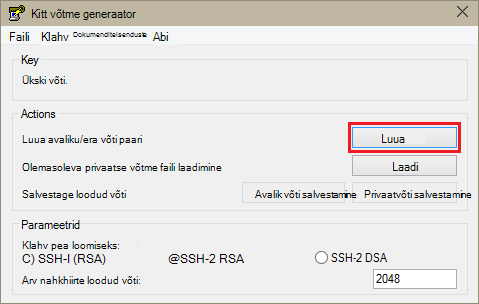 Kitt võtme generaator
Faili Klahv Dokumenditeisenduste Abi
Key
Ükski võti.
Actions
Luua avaliku/era võti paari
Luua
Olemasoleva privaatse võtme faili laadimine
Laadi
Salvestage loodud võti
Avalik võti salvestamine
Privaatvõti salvestamine
Parameetrid
Klahv pea loomiseks:
C) SSH-I (RSA) @SSH-2 RSA SSH-2 DSA
Arv nahkhiirte loodud võti:
2048